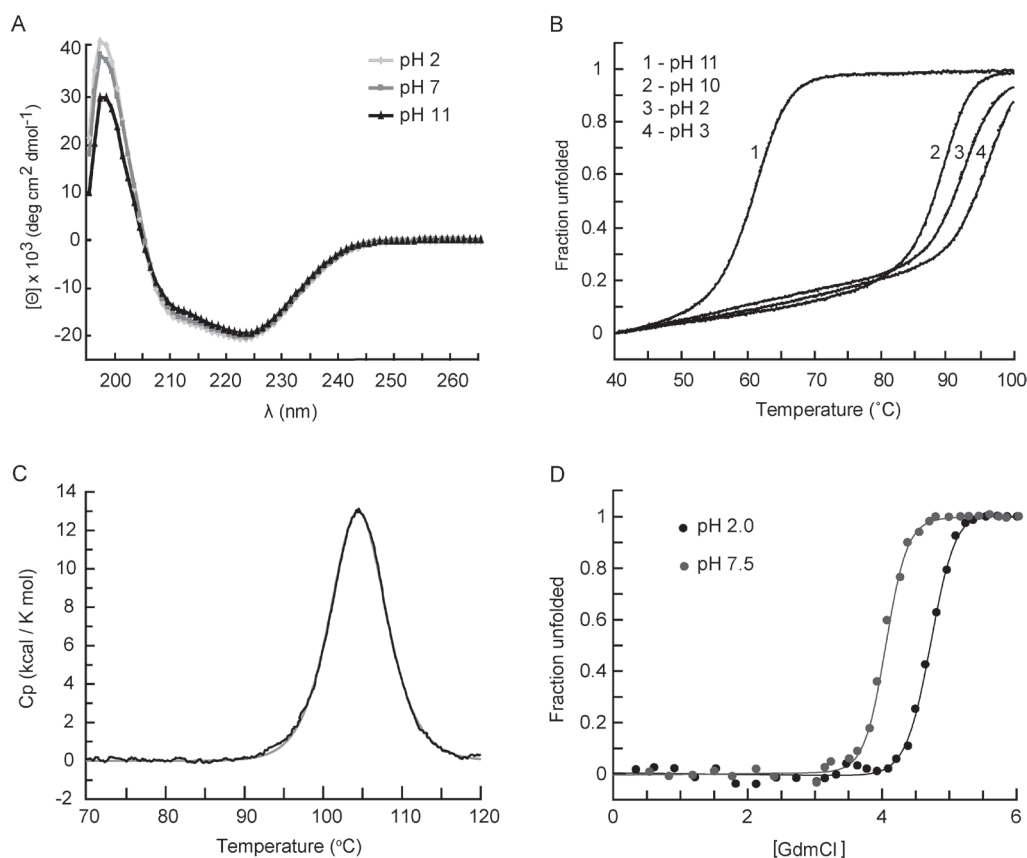 A
40
30
20
10
0
-10
-20
[Θ] x 10³ (deg cm² dmol⁻¹)
pH 2
pH 7
pH 11
200 210 220 230 240 250 260
λ (nm)
B
1
0.8
0.6
0.4
0.2
0
Fraction unfolded
1 - pH 11
2 - pH 10
3 - pH 2
4 - pH 3
1 2 3 4
40 50 60 70 80 90 100
Temperature (˚C)
C
14
12
13
8
6
4
2
0
-2
Cp (kcal / K mol)
70 80 90 100 110 120
Temperature (ºC)
D
1
0.8
0.6
0.4
0.2
0
Fraction unfolded
pH 2.0
pH 7.5
0 2 4 6
[GdmCl]